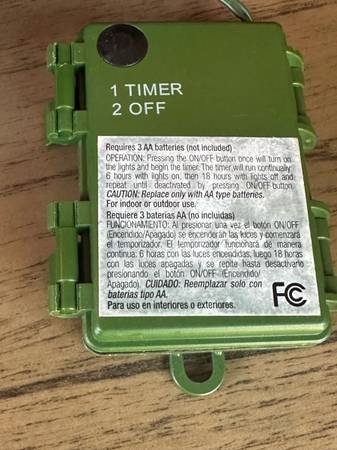 1 TIMER
2 OFF
Requires 3 AA batteries (not included)
OPERATION: Pressing the ON/OFF button once will turn
on the lights and begin the timer. The timer will run continually:
6 hours with lights on, then 18 hours with lights off and
repeat until deactivated by pressing ON/OFF button.
CAUTION: Replace only with AA type batteries.
For indoor or outdoor use.
Requiere 3 baterias AA (no incluidas)
FUNCIONAMIENTO: Al presionar una vez el botón ON/OFF
(Encendido/Apagado) se encenderán las luces y comenzará
el temporizador. El temporizador funcionará de manera
continua: 6 horas con las luces encendidas, luego 18 horas
con las luces apagadas y se repite hasta desactivarlo
presionando el botón ON/OFF (Encendido/
Apagado). CUIDADO: Reemplazar solo con
baterías tipo AA.
Para uso en interiores o exteriores.
FC